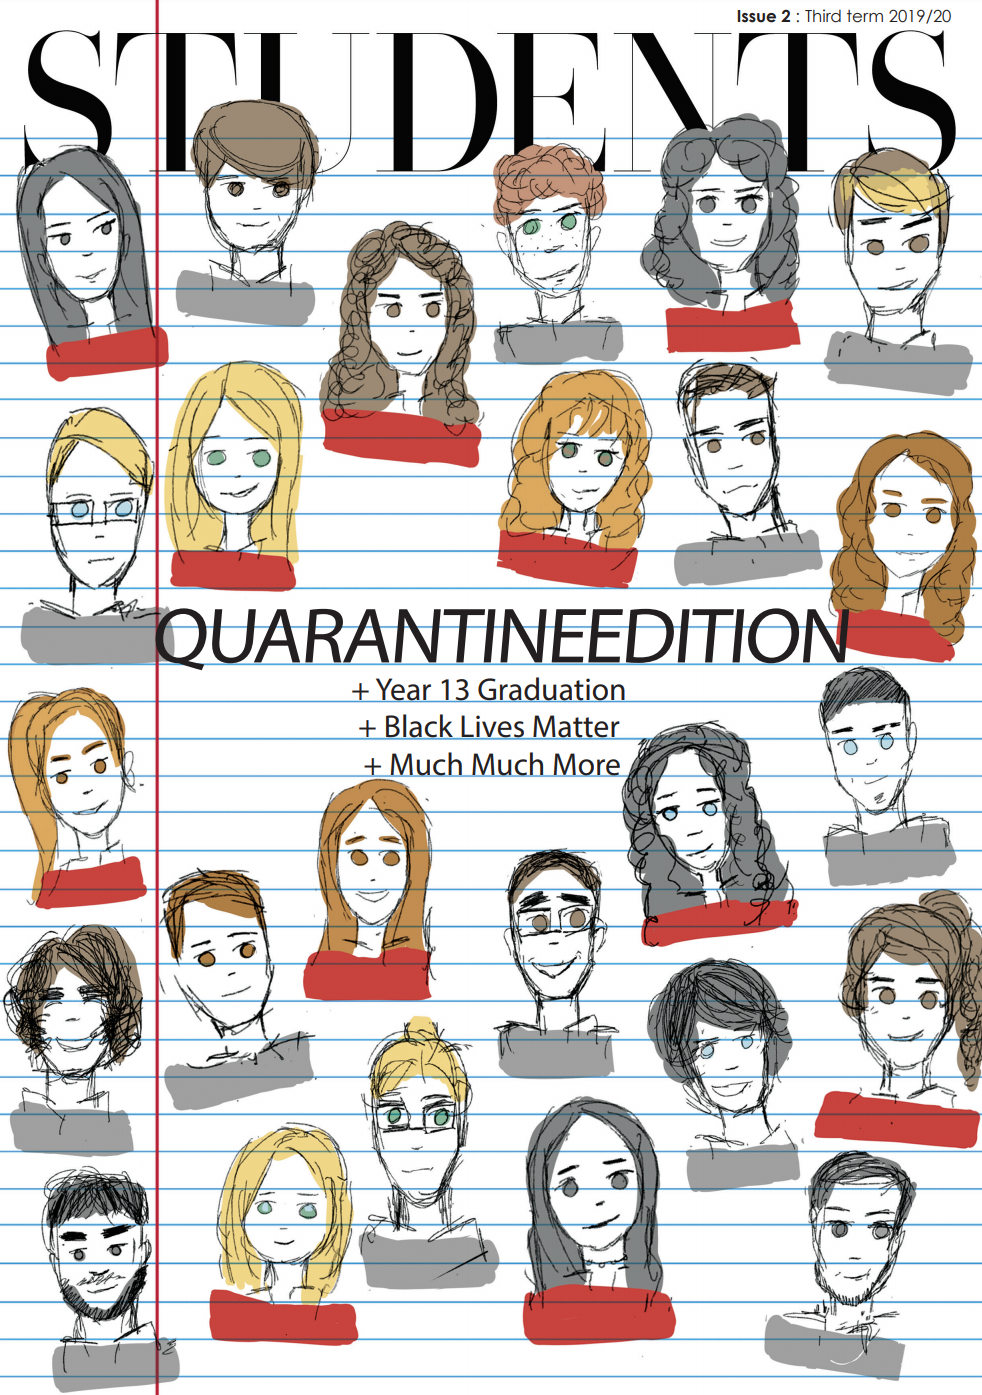 Issue 2 : Third term 2019/20
STUDENTS
QUARANTINEEDITION
+ Year 13 Graduation
+ Black Lives Matter
+ Much Much More